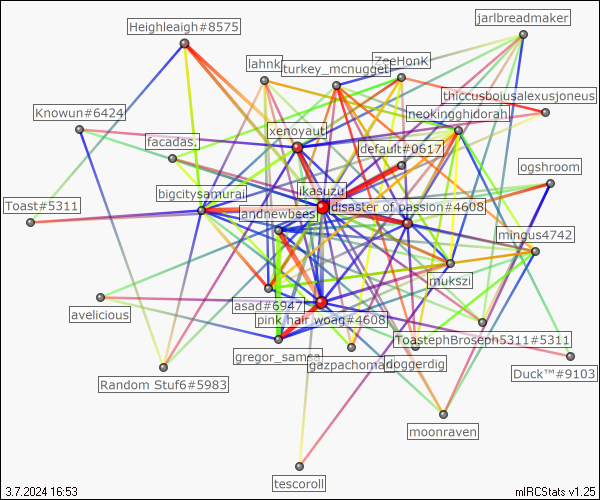 jarlbreadmaker
Heighleaigh#8575
lahnk
ZeeHonK
turkey_mcnugget
thiccusboiusalexusjoneus
Knowun#6424
neokingghidorah
xenoyaut
facadas.
default#0617
ogshroom
bigcitysamurai
ikasuzu
Toast#5311
andnewbees
disaster of passion#4608
mingus4742
mukszi
asad#6947
avelicious
pink hair woag#4608
ToastephBroseph5311#5311
gregor_samsa
gazpachoman
doggerdig
Duck™#9103
Random Stuf6#5983
moonraven
tescoroll
3.7.2024 16:53
mIRCStats v1.25